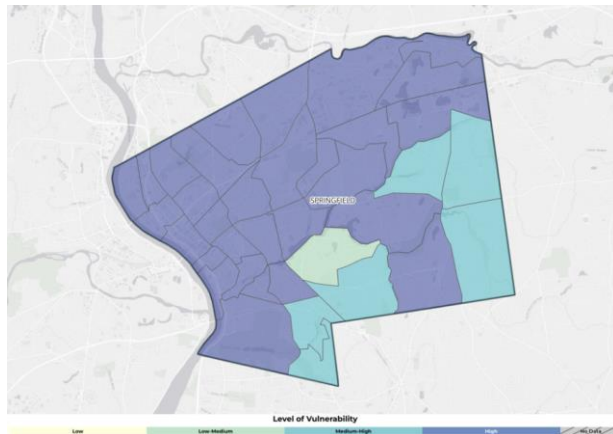 SPRINGFIELD
Level of Vulnerability
Low
Low-Medium
Medium-High
High
No Data